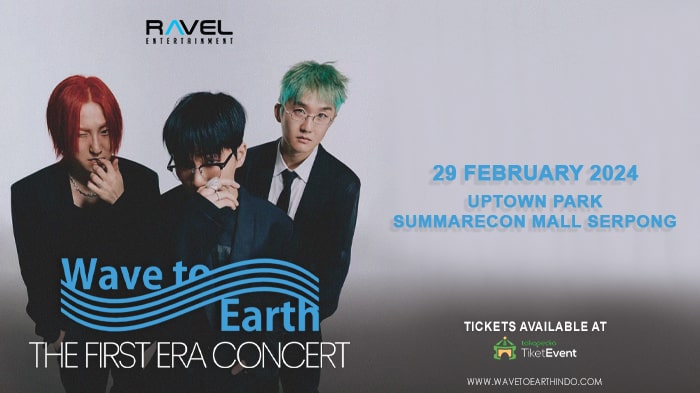 RAVEL
ENTERTAINMENT
29 FEBRUARY 2024
UPTOWN PARK
SUMMARECON MALL SERPONG
Wave to
Earth
THE FIRST ERA CONCERT
TICKETS AVAILABLE AT
tokopedia
TiketEvent
WWW.WAVETOEARTHINDO.COM